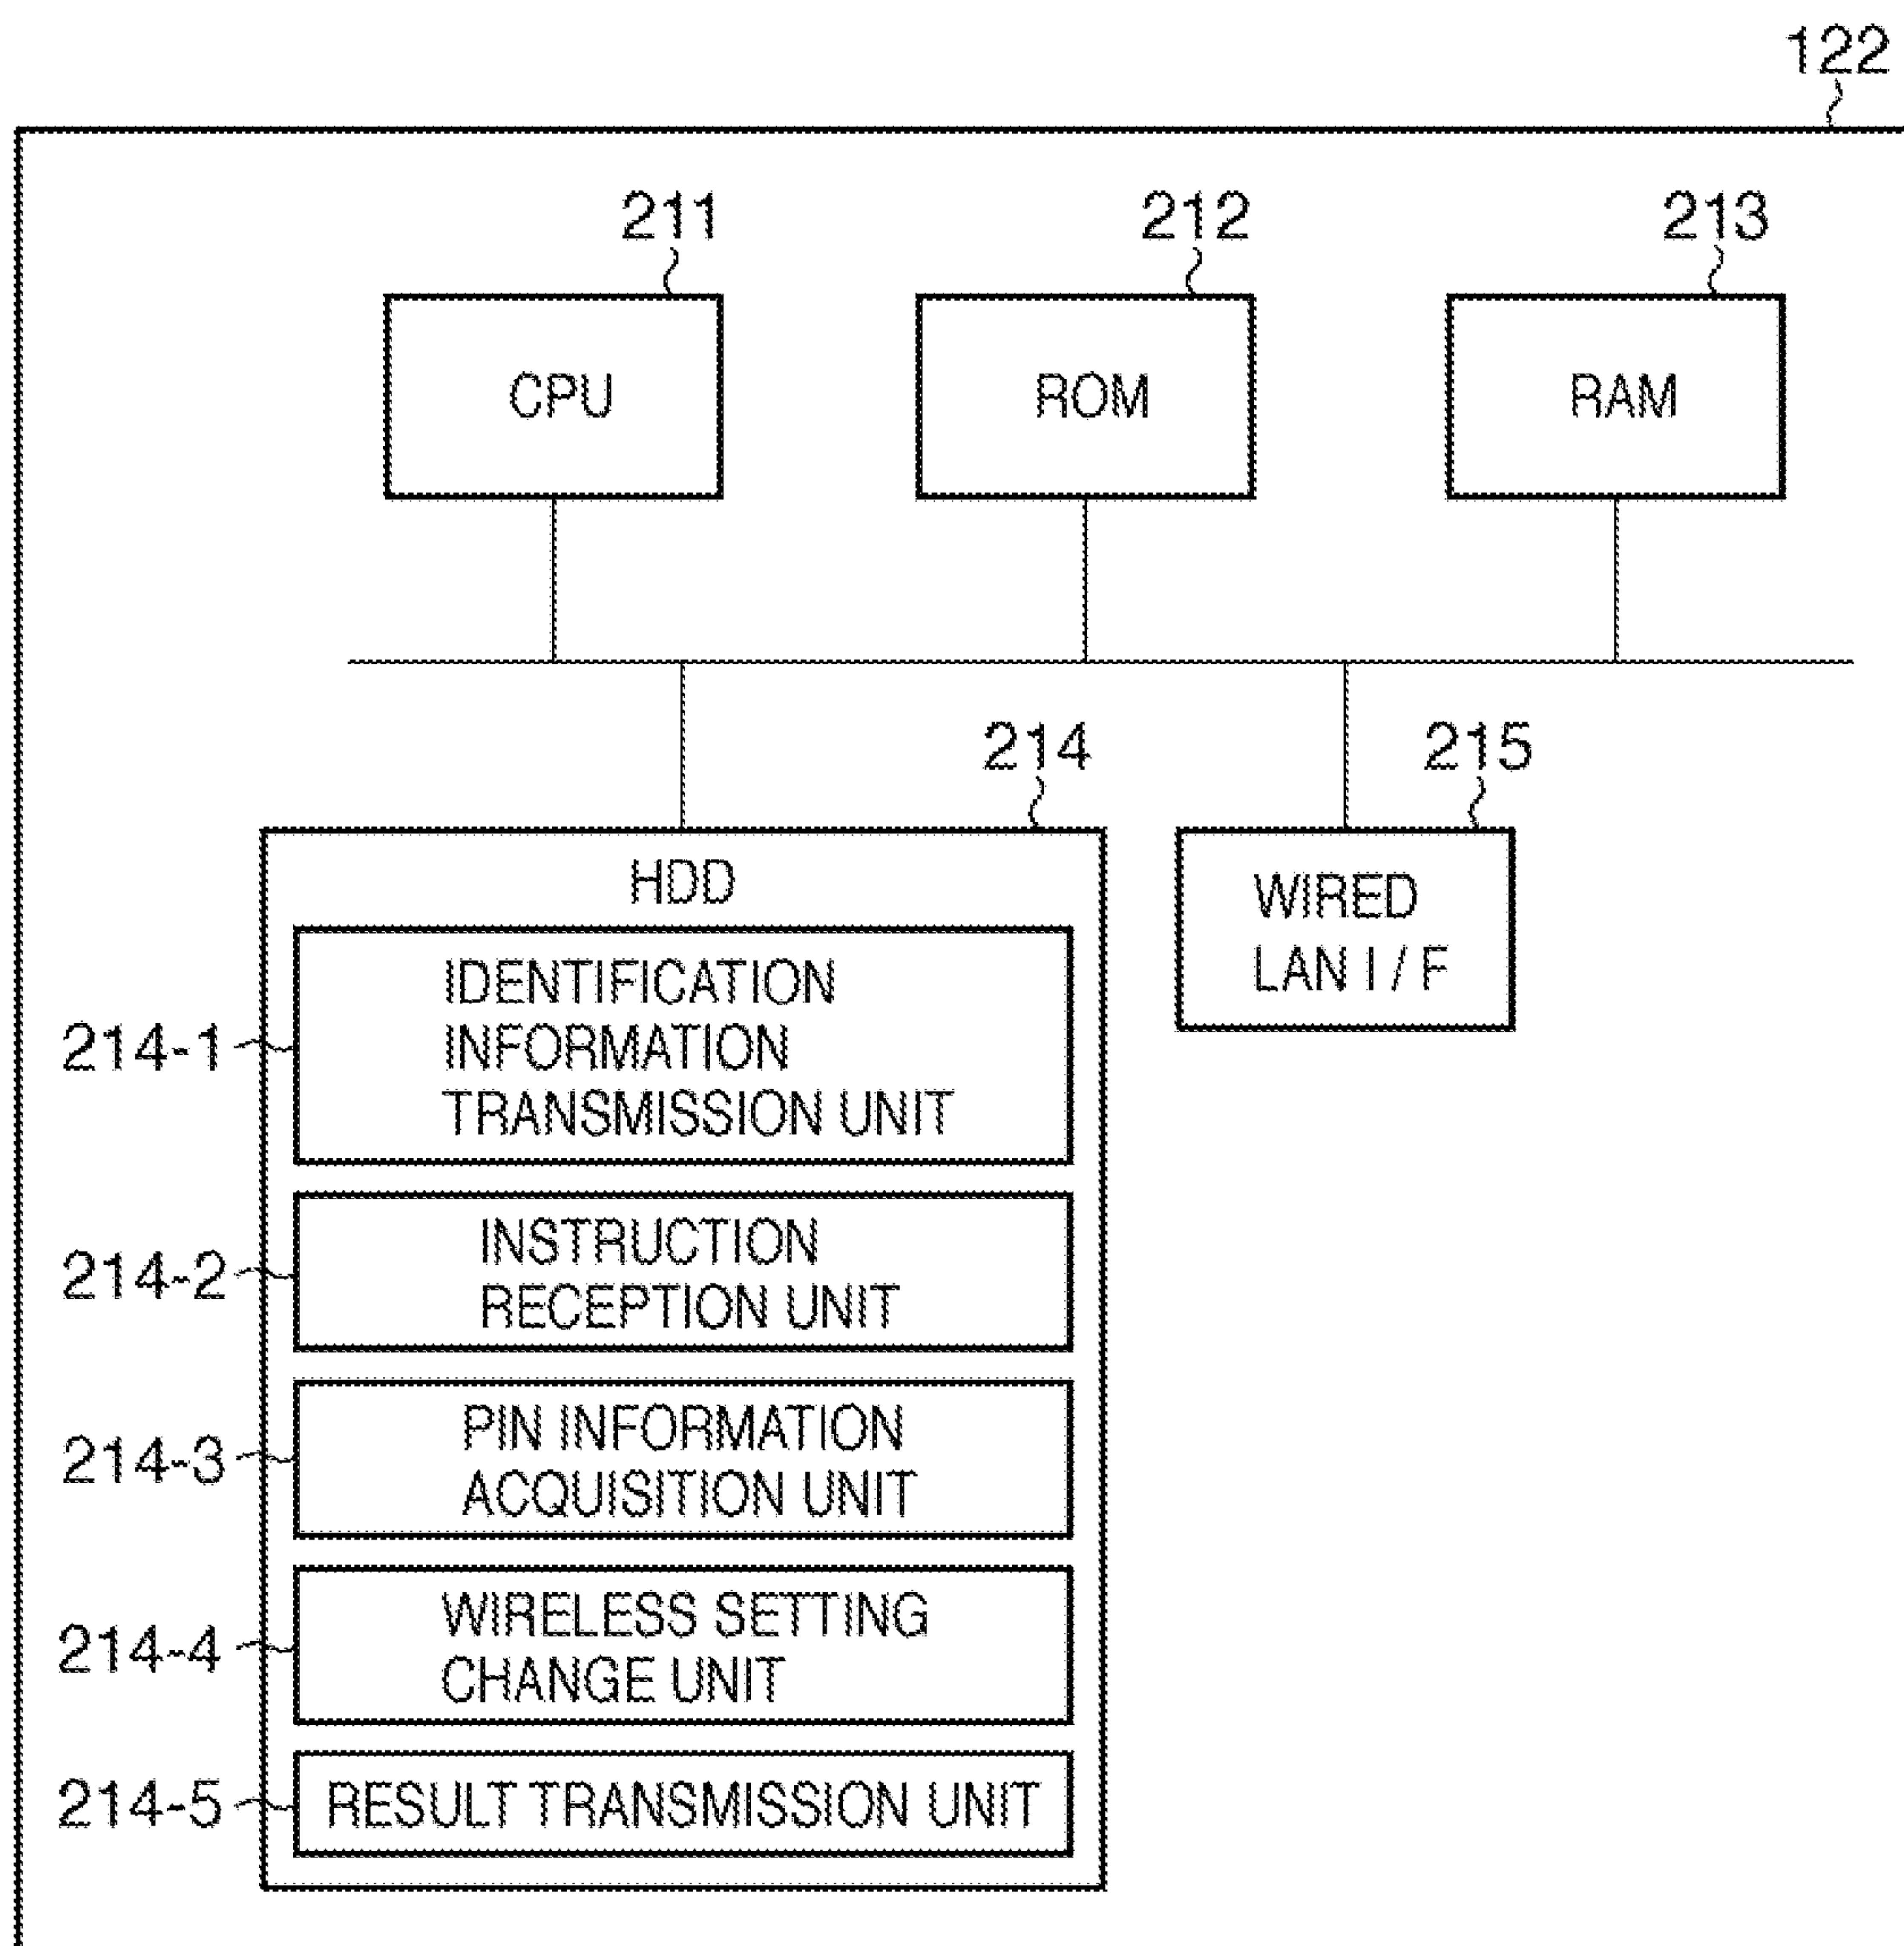 122
211
212
213
CPU
ROM
RAM
214
215
HDD
WIRED
LAN I / F
214-1
IDENTIFICATION
INFORMATION
TRANSMISSION UNIT
214-2
INSTRUCTION
RECEPTION UNIT
214-3
PIN INFORMATION
ACQUISITION UNIT
214-4
WIRELESS SETTING
CHANGE UNIT
214-5
RESULT TRANSMISSION UNIT